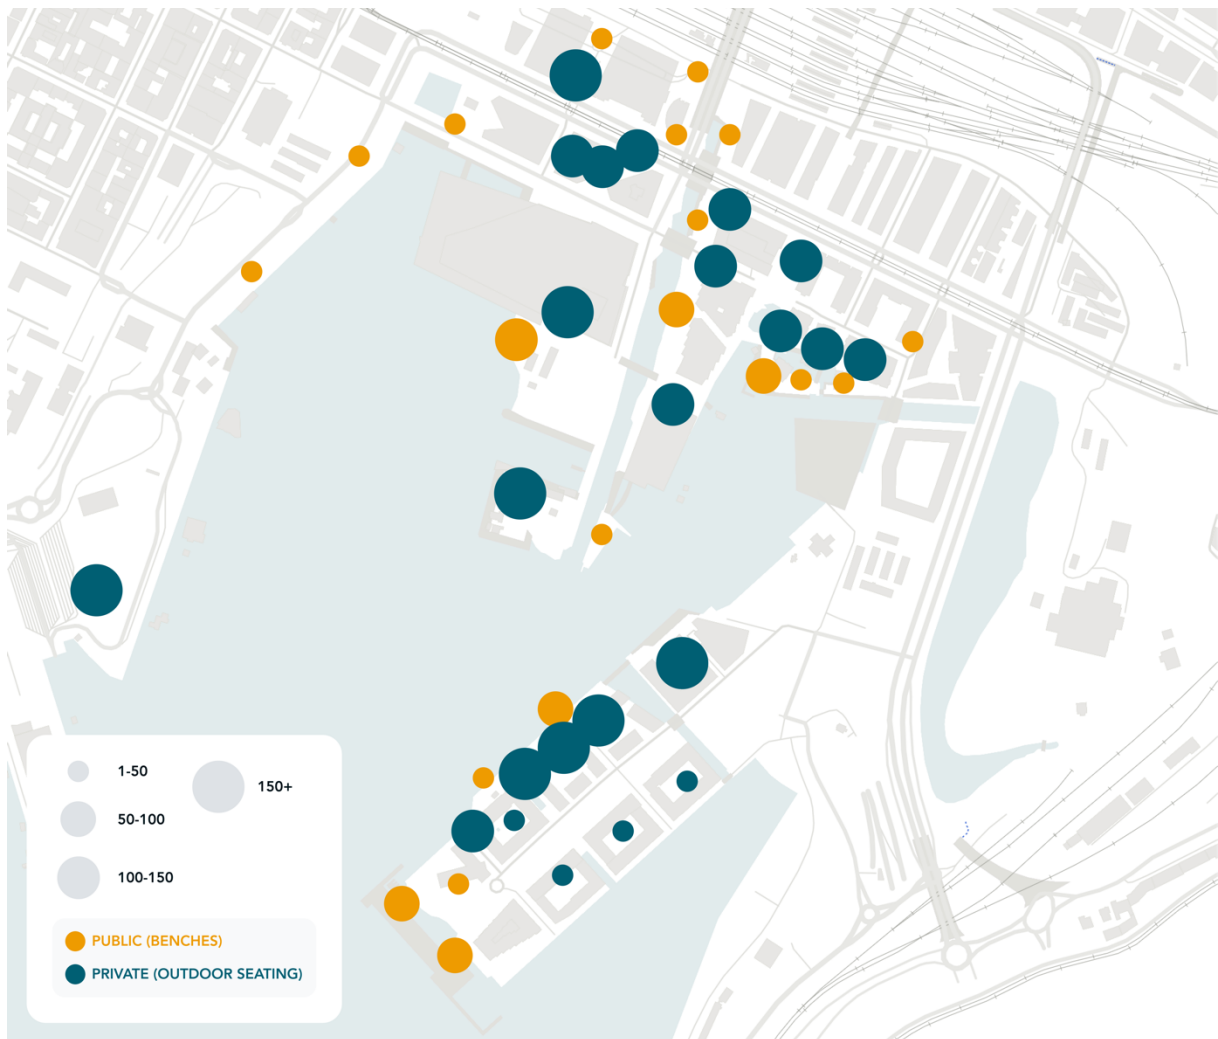 1-50
150+
50-100
100-150
PUBLIC (BENCHES)
PRIVATE (OUTDOOR SEATING)